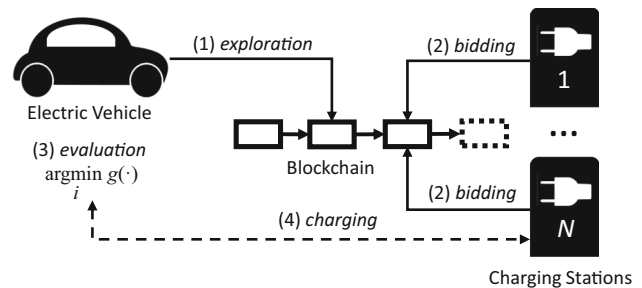 (1) exploration
(2) bidding
1
Electric Vehicle
(3) evaluation
argmin g(·)
i
Blockchain
...
(2) bidding
N
(4) charging
Charging Stations